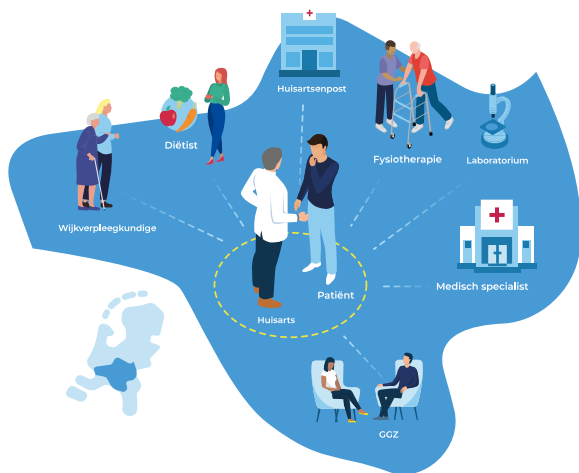 Huisartsenpost
Diëtist
Fysiotherapie
Laboratorium
Wijkverpleegkundige
Medisch specialist
Patiënt
Huisarts
GGZ